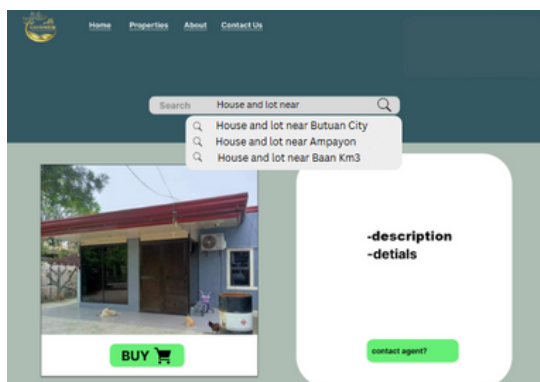 Home Properties About Contact Us
Search House and lot near
House and lot near Butuan City
House and lot near Ampayon
House and lot near Baan Km3
-description
-detials
BUY
contact agent?